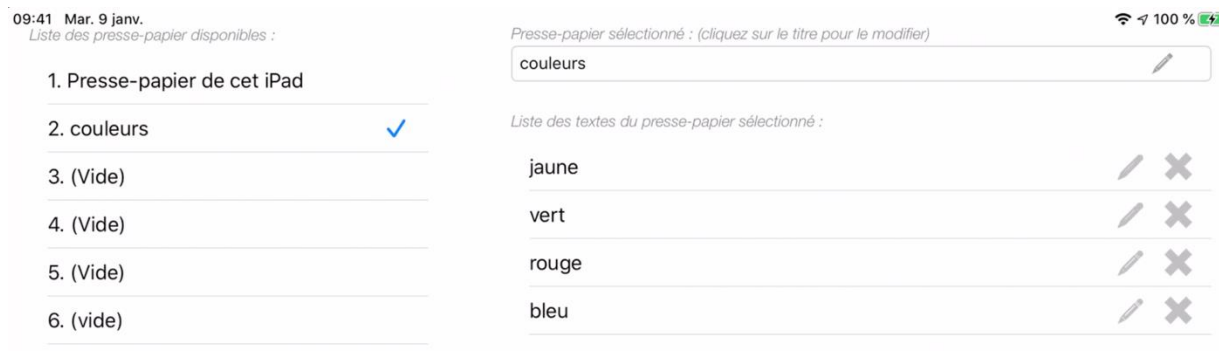 09:41 Mar. 9 janv.
100 %
Liste des presse-papier disponibles :
1. Presse-papier de cet iPad
2. couleurs
3. (Vide)
4. (Vide)
5. (Vide)
6. (vide)
Presse-papier sélectionné : (cliquez sur le titre pour le modifier)
couleurs
Liste des textes du presse-papier sélectionné :
jaune
vert
rouge
bleu